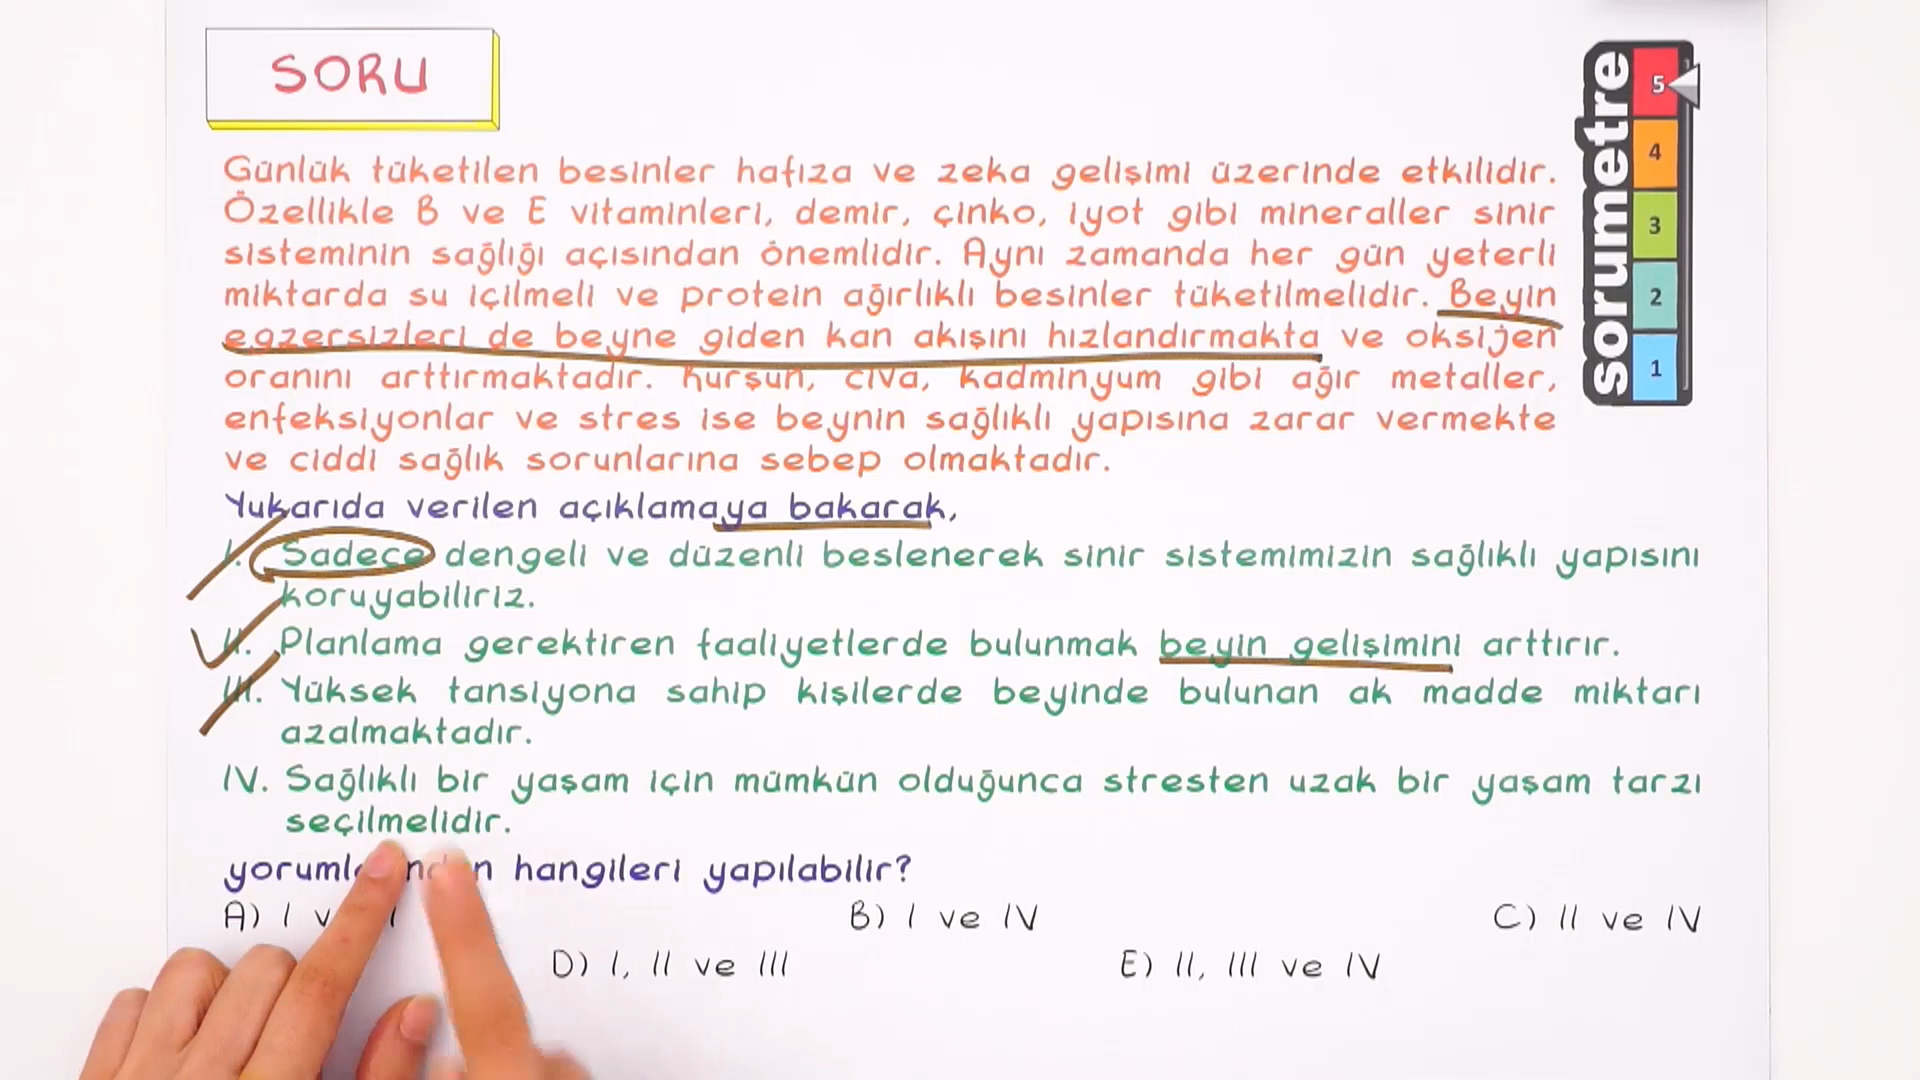 SORU
sorumetre
5
4
3
2
1
Günlük tüketilen besinler hafıza ve zeka gelişimi üzerinde etkilidir.
Özellikle B ve E vitaminleri, demir, çinko, iyot gibi mineraller sinir
sisteminin sağlığı açısından önemlidir. Aynı zamanda her gün yeterli
miktarda su içilmeli ve protein ağırlıklı besinler tüketilmelidir. Beyin
egzersizleri de beyne giden kan akışını hızlandırmakta ve oksijen
oranını arttırmaktadır. Kurşun, civa, kadminyum gibi ağır metaller,
enfeksiyonlar ve stres ise beynin sağlıklı yapısına zarar vermekte
ve ciddi sağlık sorunlarına sebep olmaktadır.
Yukarıda verilen açıklamaya bakarak,
I. Sadece dengeli ve düzenli beslenerek sinir sistemimizin sağlıklı yapısını
koruyabiliriz.
II. Planlama gerektiren faaliyetlerde bulunmak beyin gelişimini arttırır.
III. Yüksek tansiyona sahip kişilerde beyinde bulunan ak madde miktarı
azalmaktadır.
IV. Sağlıklı bir yaşam için mümkün olduğunca stresten uzak bir yaşam tarzı
seçilmelidir.
hangileri yapılabilir?
A) I B) I ve IV C) II ve IV
D) I, II ve III E) II, III ve IV